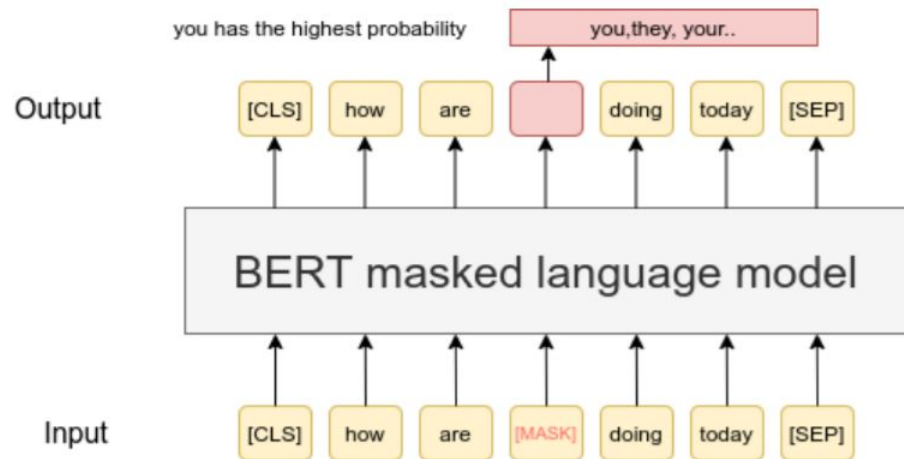 you has the highest probability
you,they, your..
Output
[CLS] how are doing today [SEP]
BERT masked language model
Input
[CLS] how are [MASK] doing today [SEP]